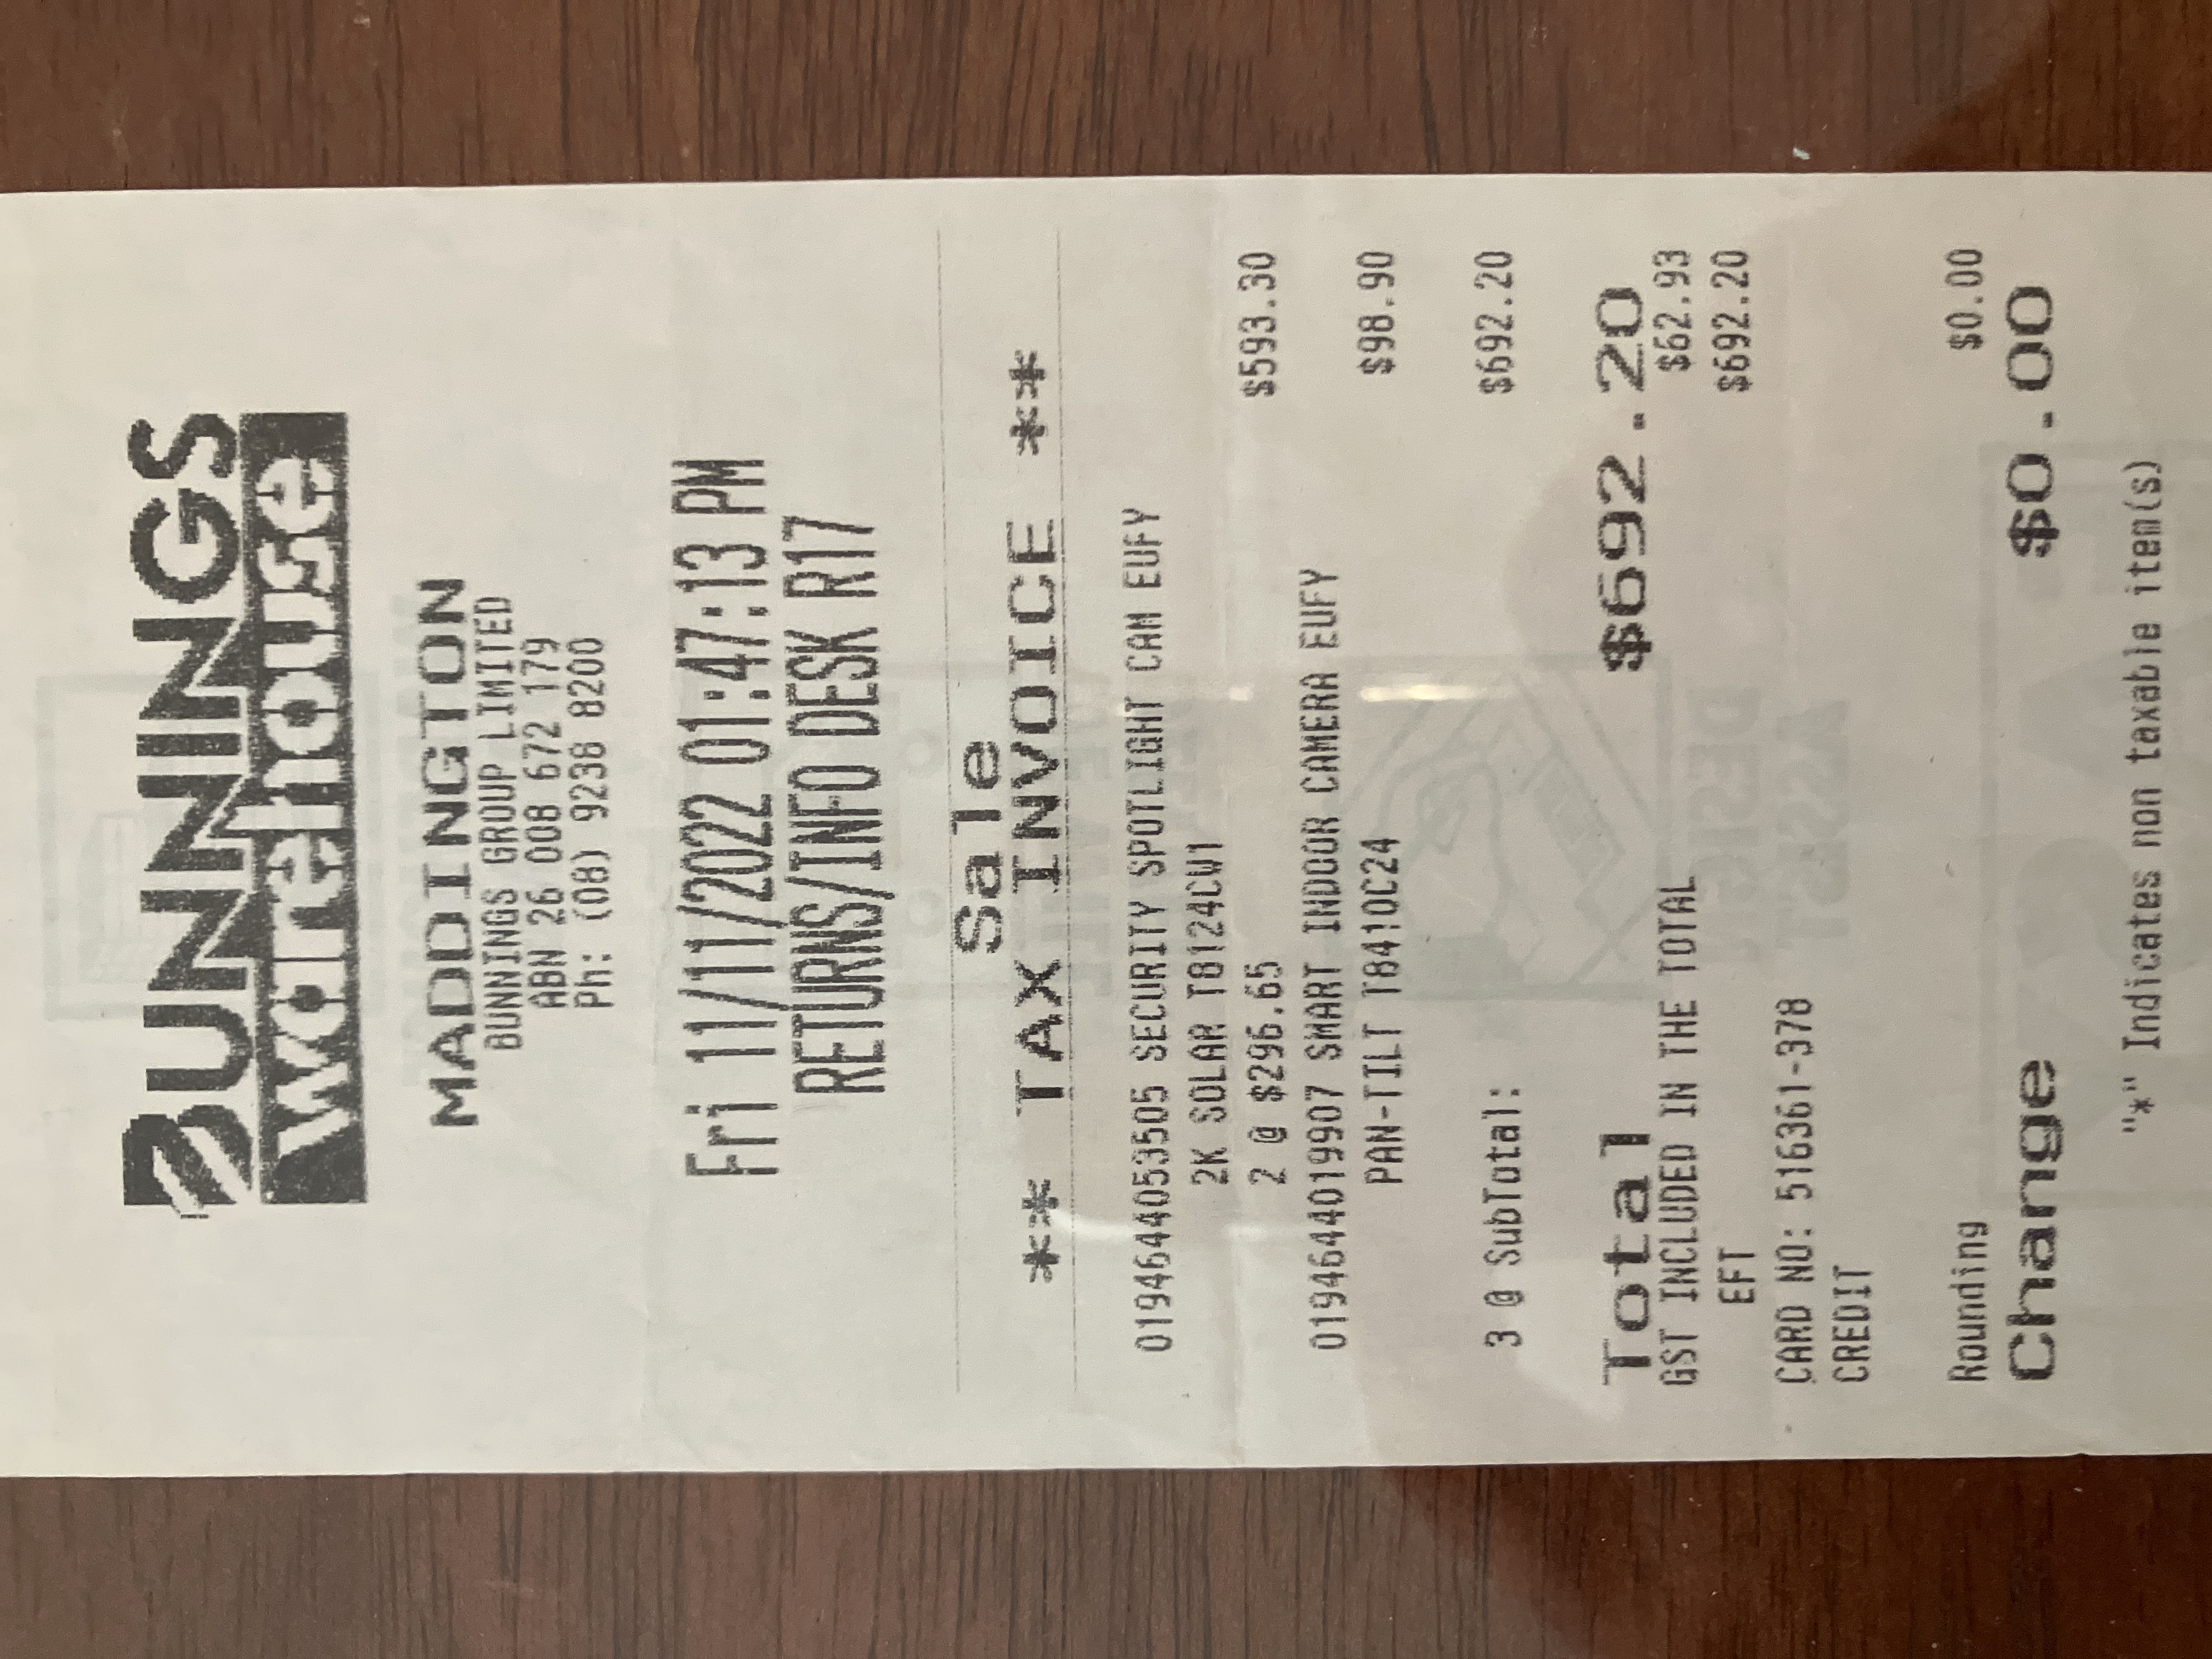 BUNNINGS
warehouse
MADDINGTON
BUNNINGS GROUP LIMITED
ABN 26 008 672 179
Ph: (08) 9238 8200
Fri 11/11/2022 01:47:13 PM
RETURNS/INFO DESK R17
Sale
** TAX INVOICE **
0194644053505 SECURITY SPOTLIGHT CAM EUFY
2K SOLAR T8124CW1
2 @ $296.65 $593.30
0194644019907 SMART INDOOR CAMERA EUFY
PAN-TILT T8410C24 $98.90
3 @ SubTotal: $692.20
Total $692.20
GST INCLUDED IN THE TOTAL $62.93
EFT $692.20
CARD NO: 516361-378
CREDIT
Rounding $0.00
Change $0.00
"*" Indicates non taxable item(s)